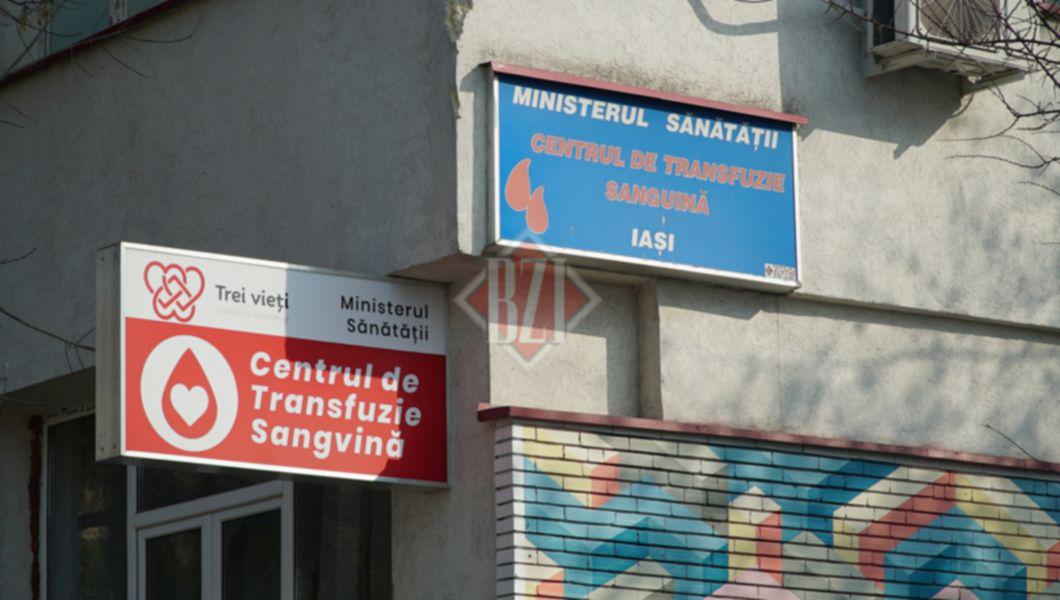 MINISTERUL SĂNĂTĂȚII
CENTRUL DE TRANSFUZIE
SANGUINĂ
IAȘI
BZI
Trei vieți
Ministerul
Sănătății
Centrul de
Transfuzie
Sangvină